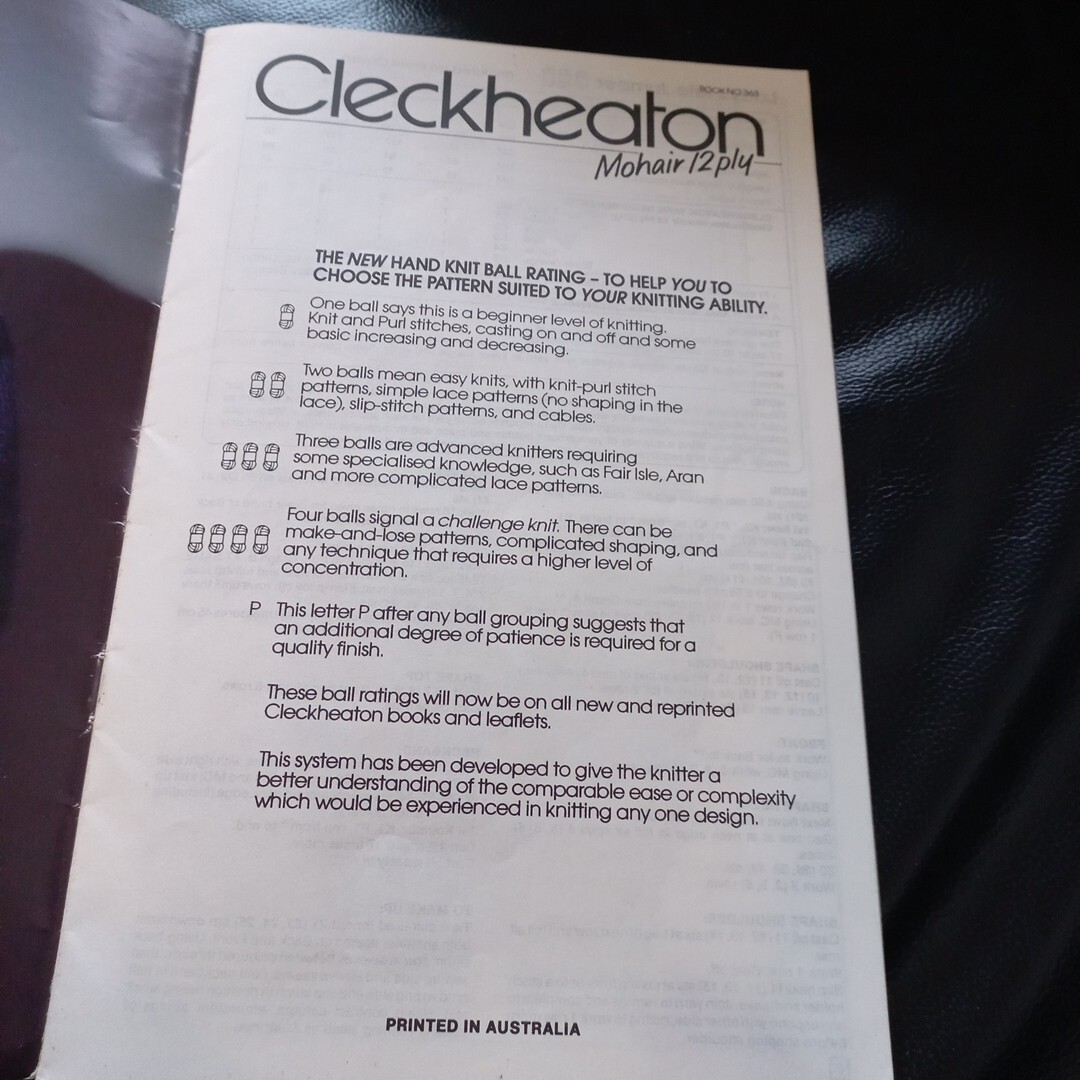 Cleckheaton
BOOK NO 363
Mohair 12 ply
THE NEW HAND KNIT BALL RATING – TO HELP YOU TO
CHOOSE THE PATTERN SUITED TO YOUR KNITTING ABILITY.
One ball says this is a beginner level of knitting.
Knit and Purl stitches, casting on and off and some
basic increasing and decreasing.
Two balls mean easy knits, with knit-purl stitch
patterns, simple lace patterns (no shaping in the
lace), slip-stitch patterns, and cables.
Three balls are advanced knitters requiring
some specialised knowledge, such as Fair Isle, Aran
and more complicated lace patterns.
Four balls signal a challenge knit. There can be
make-and-lose patterns, complicated shaping, and
any technique that requires a higher level of
concentration.
P This letter P after any ball grouping suggests that
an additional degree of patience is required for a
quality finish.
These ball ratings will now be on all new and reprinted
Cleckheaton books and leaflets.
This system has been developed to give the knitter a
better understanding of the comparable ease or complexity
which would be experienced in knitting any one design.
PRINTED IN AUSTRALIA